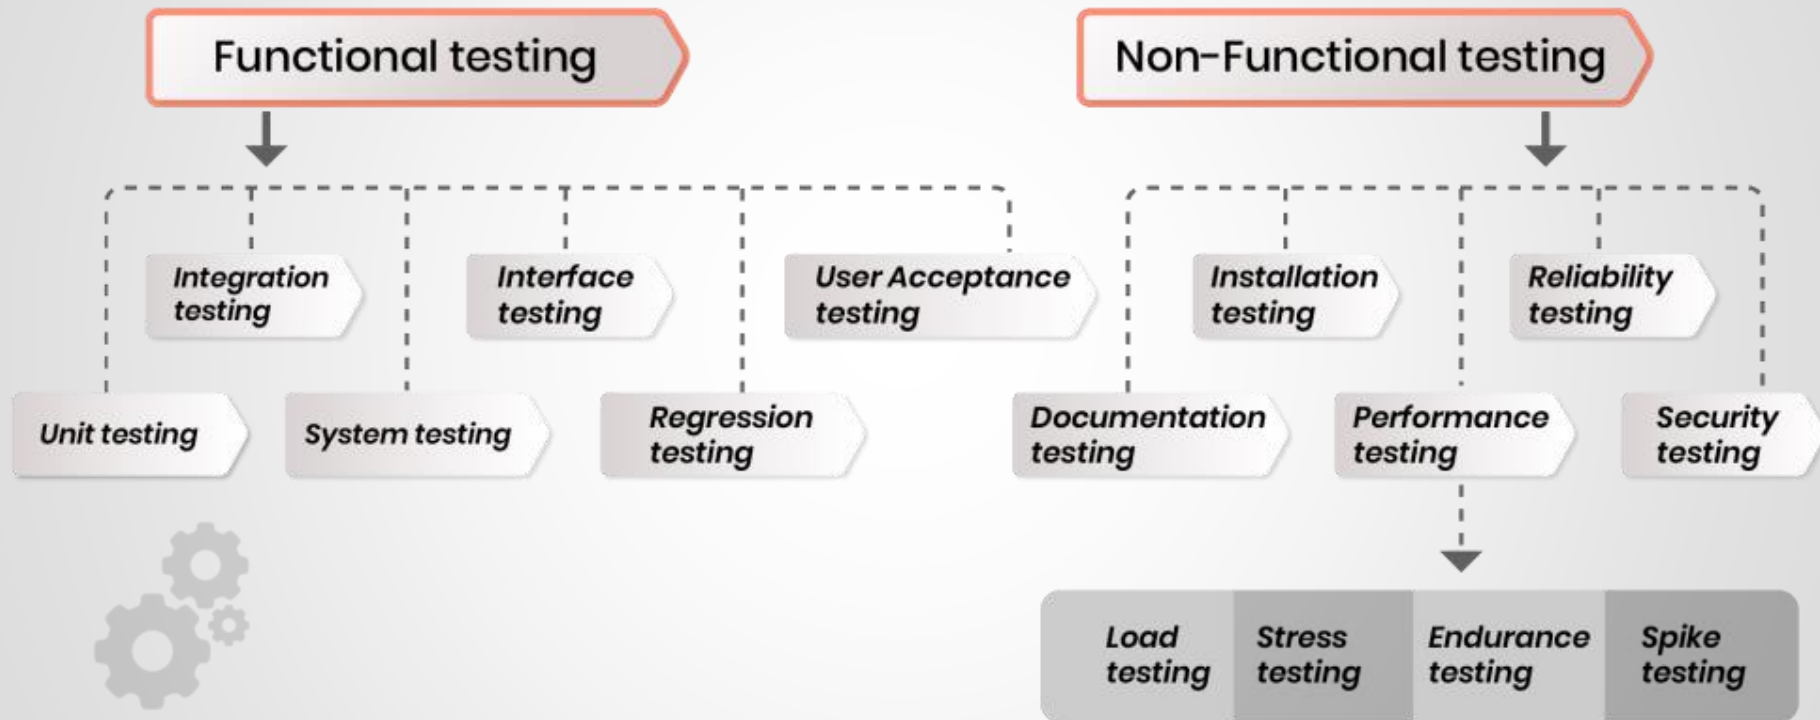 Functional testing
Non-Functional testing
Integration
testing
Interface
testing
User Acceptance
testing
Installation
testing
Reliability
testing
Unit testing
System testing
Regression
testing
Documentation
testing
Performance
testing
Security
testing
Load
testing
Stress
testing
Endurance
testing
Spike
testing